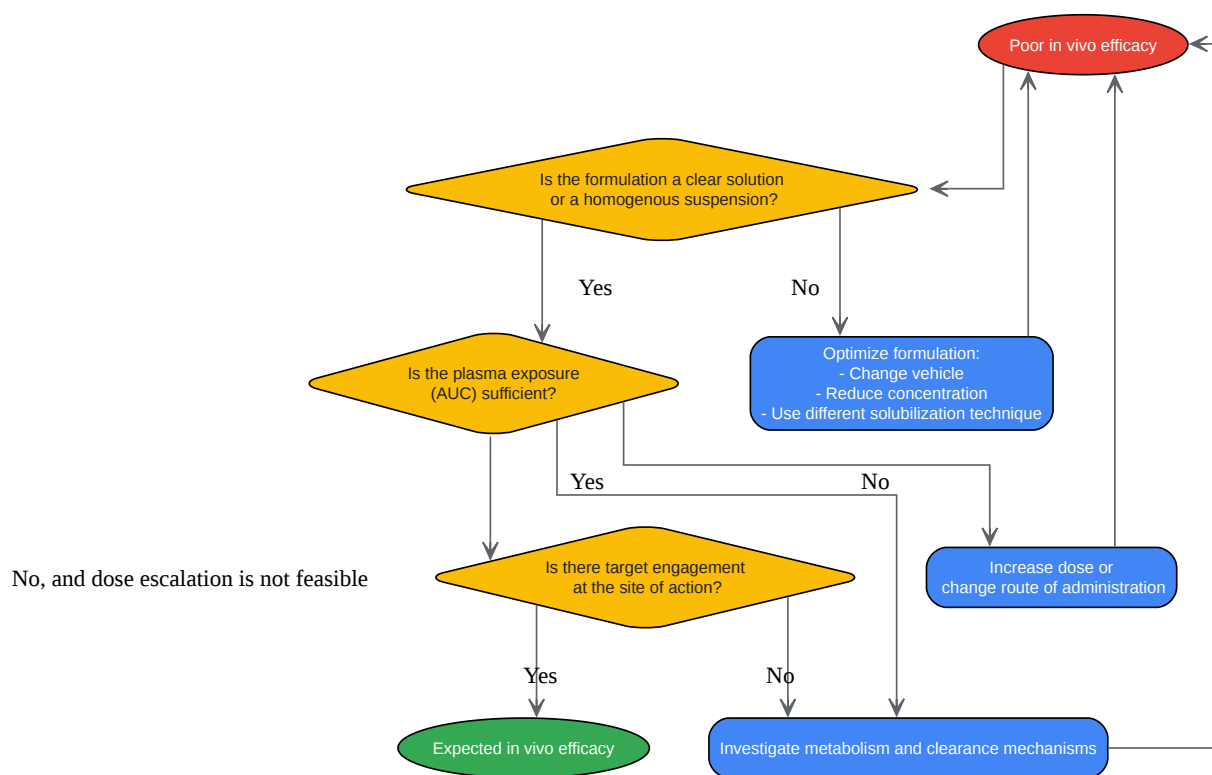 Poor in vivo efficacy
Is the formulation a clear solution
or a homogenous suspension?
Yes
No
Optimize formulation:
- Change vehicle
- Reduce concentration
- Use different solubilization technique
Is the plasma exposure
(AUC) sufficient?
Yes
No
Increase dose or
change route of administration
No, and dose escalation is not feasible
Is there target engagement
at the site of action?
Yes
No
Expected in vivo efficacy
Investigate metabolism and clearance mechanisms